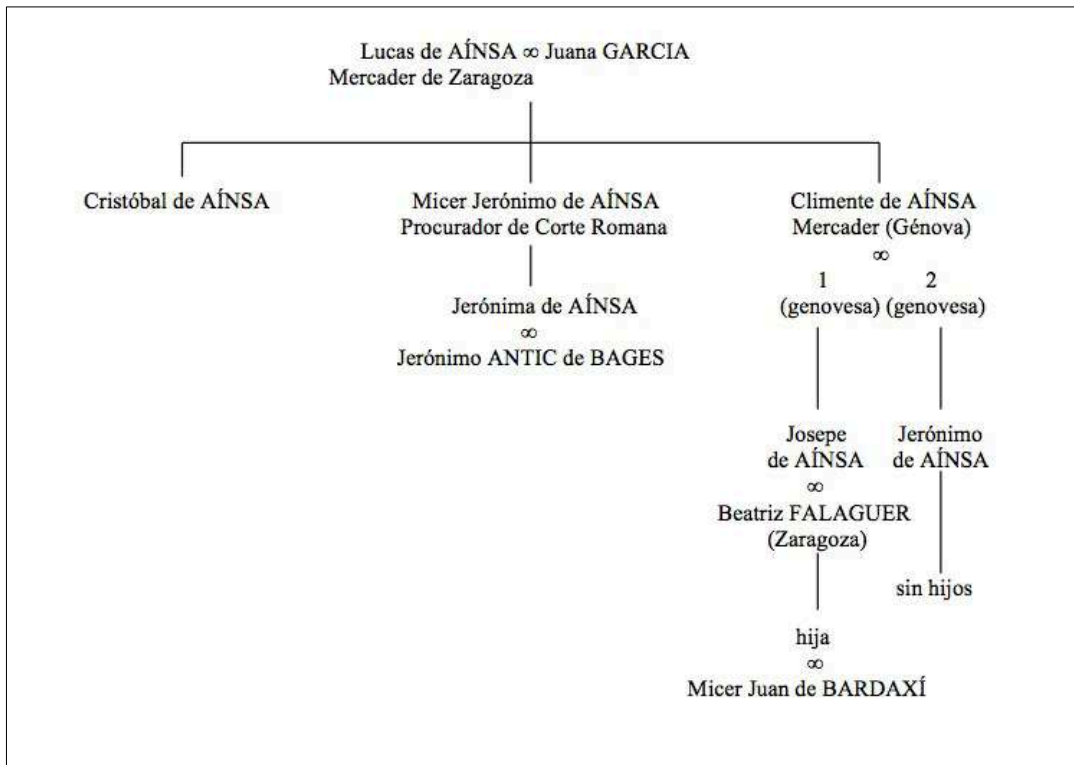 Lucas de AÍNSA ∞ Juana GARCIA
Mercader de Zaragoza
Cristóbal de AÍNSA
Micer Jerónimo de AÍNSA
Procurador de Corte Romana
Jerónima de AÍNSA
∞
Jerónimo ANTIC de BAGES
Climente de AÍNSA
Mercader (Génova)
∞
1 2
(genovesa) (genovesa)
Josepe
de AÍNSA
∞
Beatriz FALAGUER
(Zaragoza)
hija
∞
Micer Juan de BARDAXÍ
Jerónimo
de AÍNSA
sin hijos